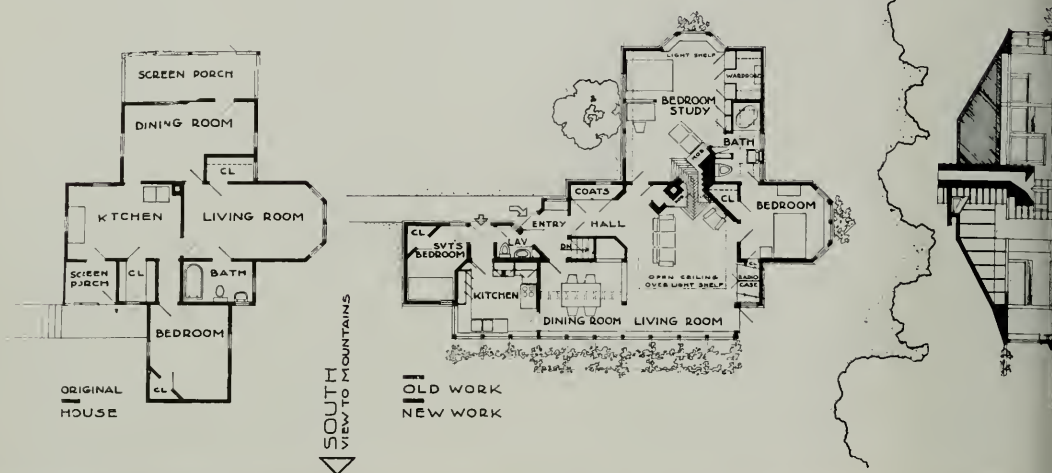 SCREEN PORCH
DINING ROOM
CL
KITCHEN
LIVING ROOM
SCREEN
PORCH
CL
BATH
BEDROOM
CL
ORIGINAL
HOUSE
SOUTH
VIEW TO MOUNTAINS
LIGHT SHELF
WARDROBE
BEDROOM
STUDY
BATH
COATS
CL
BEDROOM
ENTRY
HALL
CL
SVT'S
BEDROOM
LAV
DN
CL
RADIO
CASE
OPEN CEILING
OVER LIGHT SHELF
KITCHEN
DINING ROOM
LIVING ROOM
OLD WORK
NEW WORK